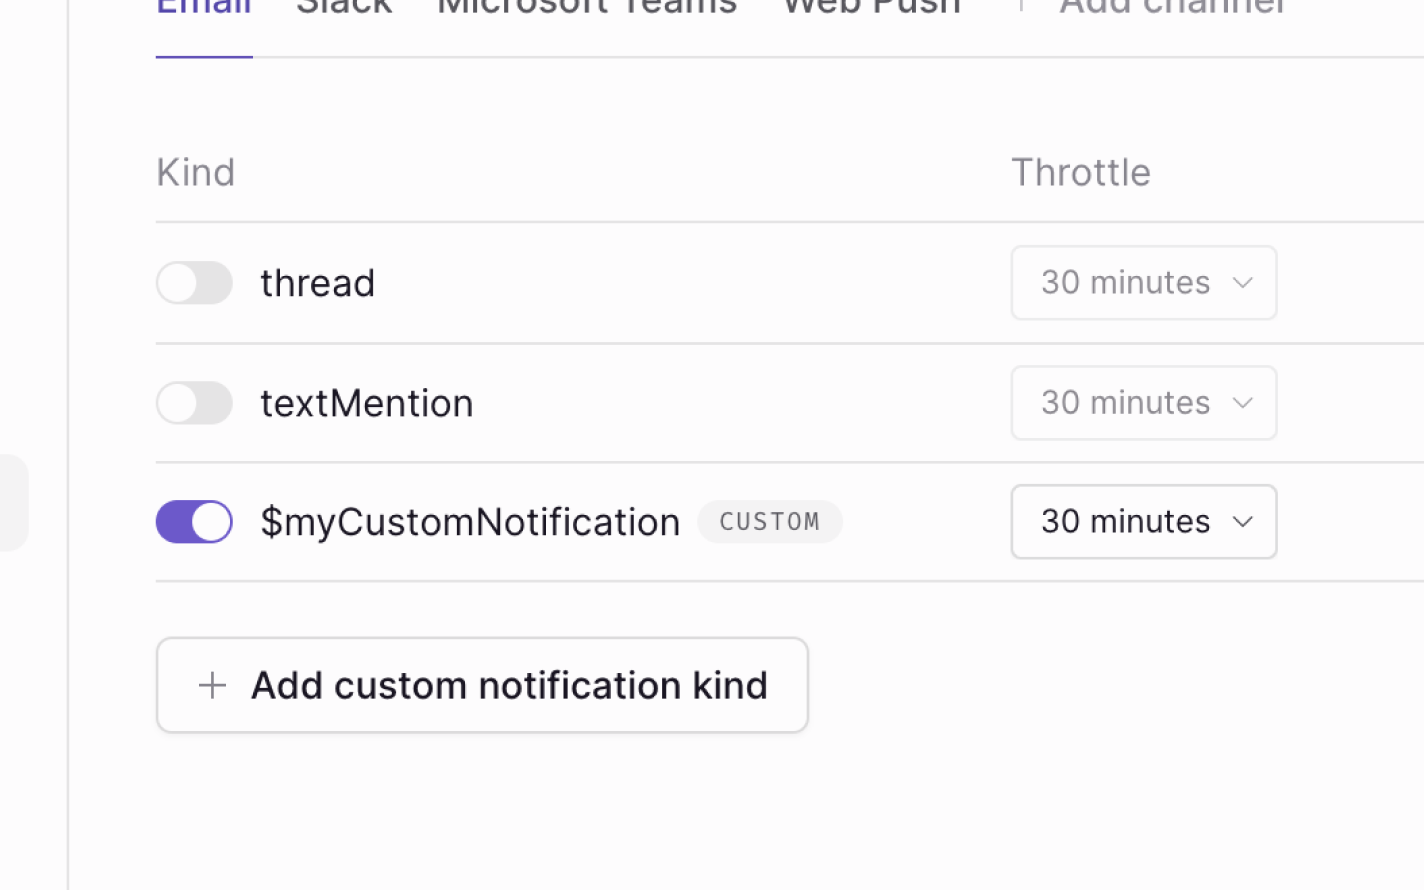 Email Slack Microsoft Teams Web Push Add channel
Kind Throttle
thread 30 minutes
textMention 30 minutes
$myCustomNotification CUSTOM 30 minutes
Add custom notification kind